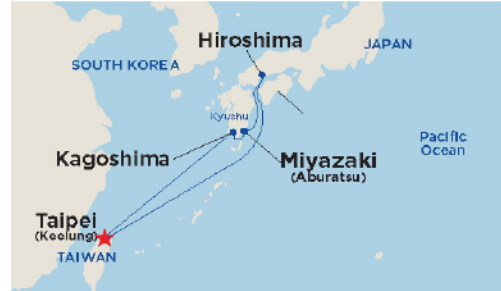 Hiroshima
JAPAN
SOUTH KOREA
Kyushu
Kagoshima
Miyazaki
(Aburatsu)
Pacific
Ocean
Taipei
(Keelung)
TAIWAN